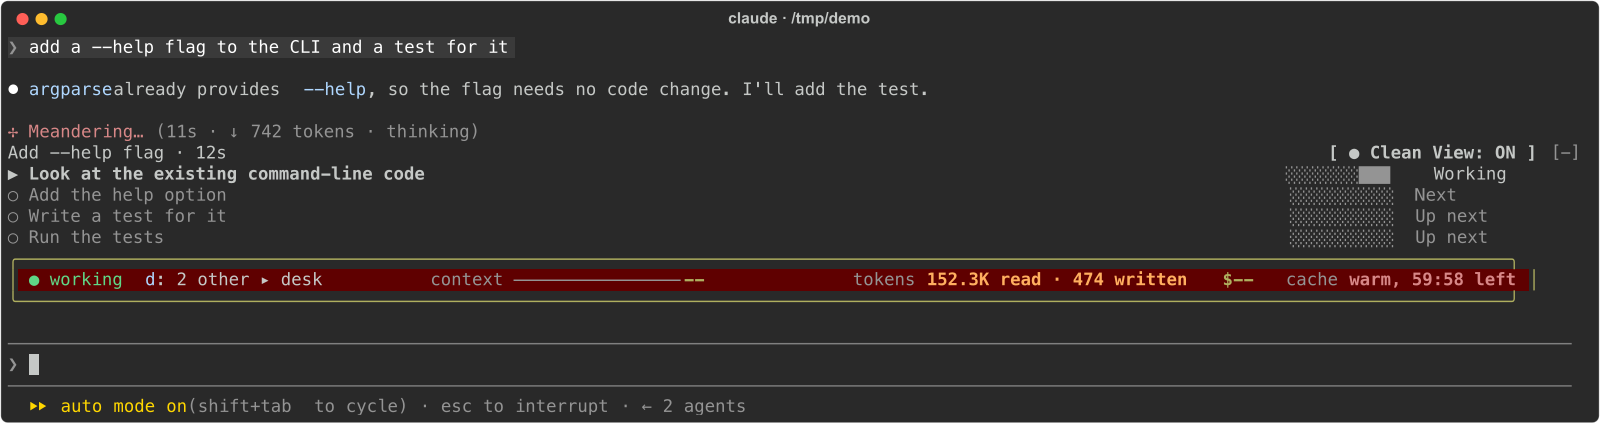 claude · /tmp/demo
❯ add a --help flag to the CLI and a test for it
● argparse already provides --help, so the flag needs no code change. I'll add the test.
✢ Meandering… (11s · ↓ 742 tokens · thinking)
Add --help flag · 12s [ ● Clean View: ON ] [-]
▶ Look at the existing command-line code Working
○ Add the help option Next
○ Write a test for it Up next
○ Run the tests Up next
● working d: 2 other ▸ desk context -- tokens 152.3K read · 474 written $-- cache warm, 59:58 left
❯
⏵⏵ auto mode on (shift+tab to cycle) · esc to interrupt · ← 2 agents